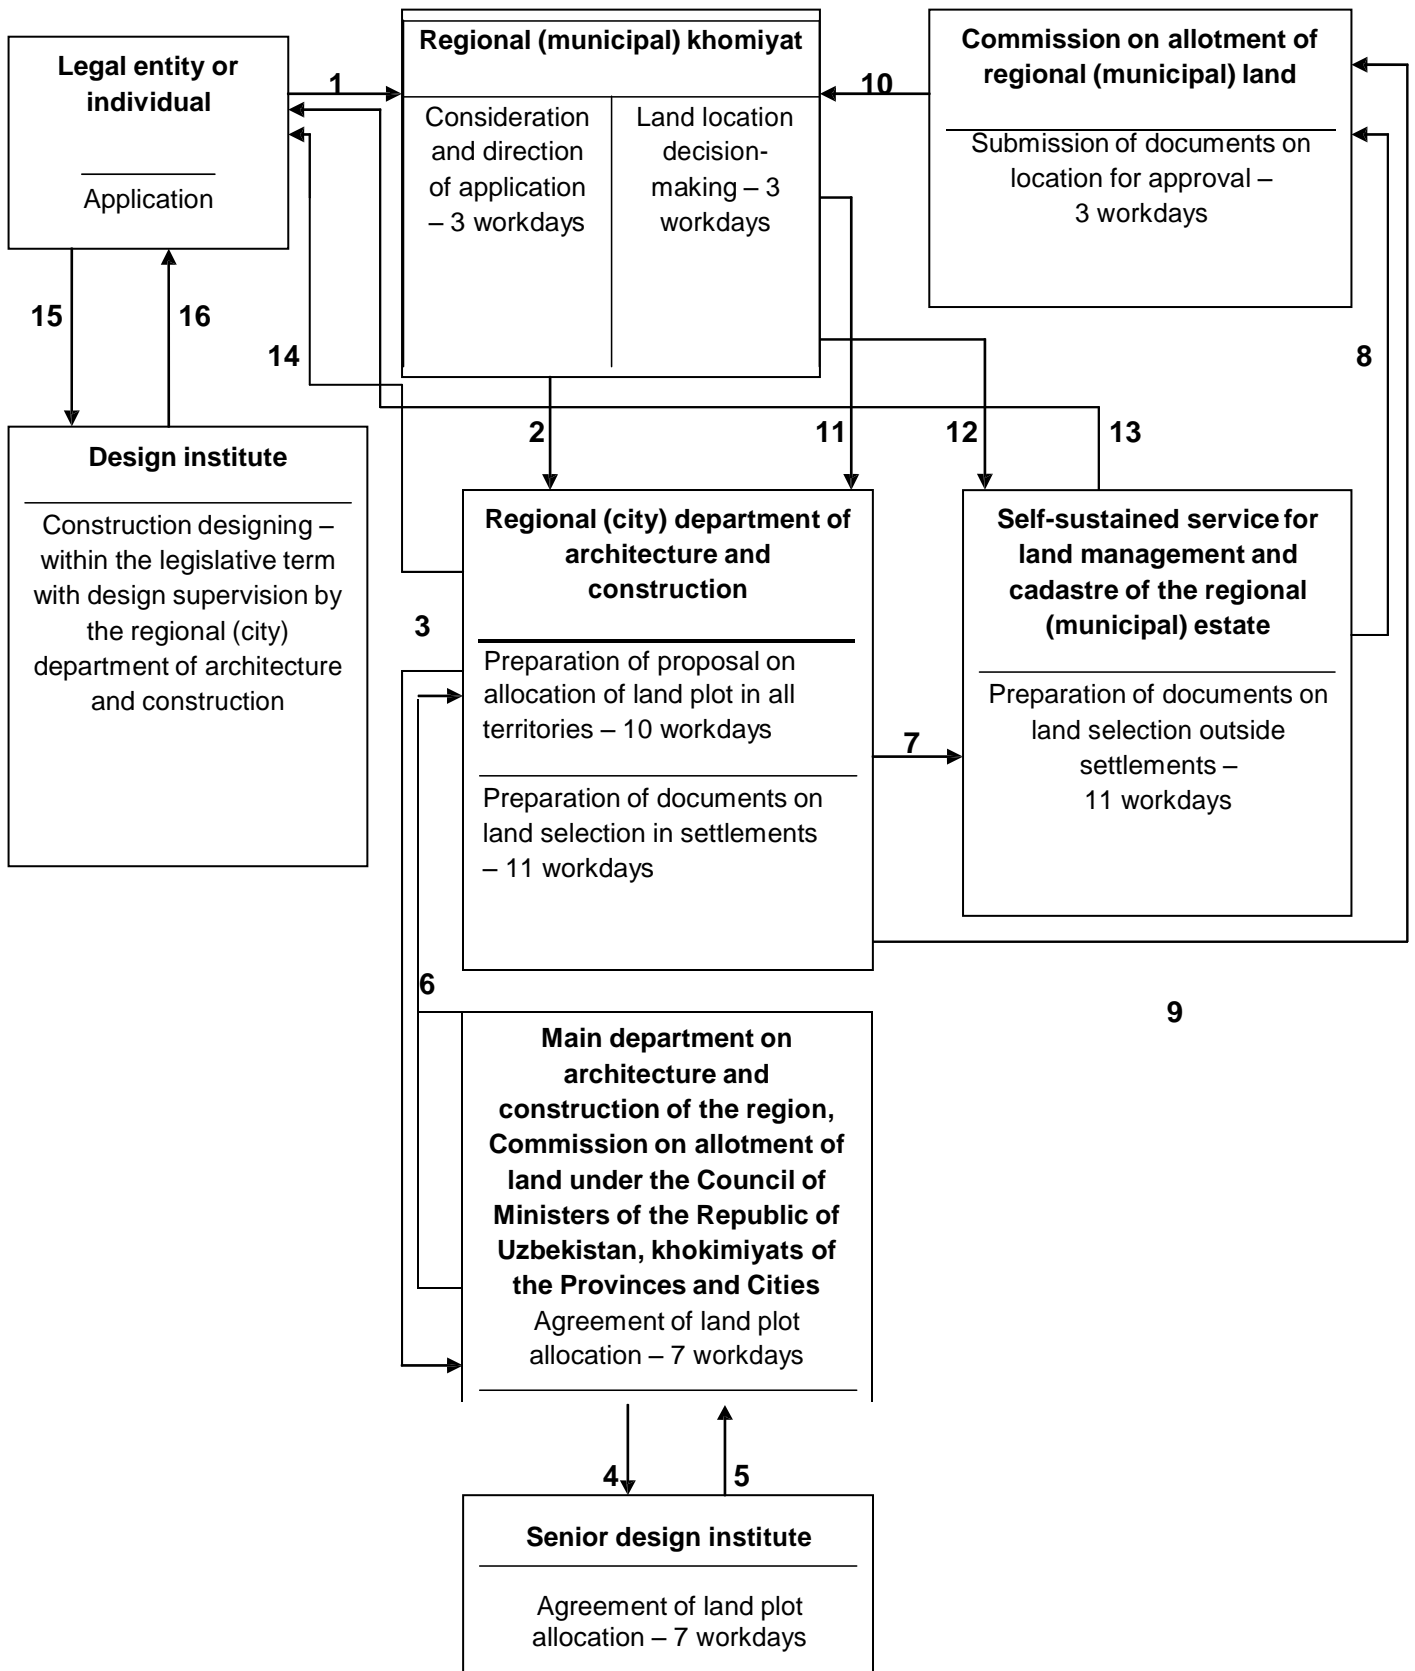 Legal entity or
individual
Application
1
Regional (municipal) khomiyat
Consideration
and direction
of application
– 3 workdays
Land location
decision-
making – 3
workdays
10
Commission on allotment of
regional (municipal) land
Submission of documents on
location for approval –
3 workdays
15
16
14
8
2
11
12
13
Design institute
Construction designing –
within the legislative term
with design supervision by
the regional (city)
department of architecture
and construction
3
Regional (city) department of
architecture and
construction
Preparation of proposal on
allocation of land plot in all
territories – 10 workdays
Preparation of documents on
land selection in settlements
– 11 workdays
7
Self-sustained service for
land management and
cadastre of the regional
(municipal) estate
Preparation of documents on
land selection outside
settlements –
11 workdays
6
9
Main department on
architecture and
construction of the region,
Commission on allotment of
land under the Council of
Ministers of the Republic of
Uzbekistan, khokimiyats of
the Provinces and Cities
Agreement of land plot
allocation – 7 workdays
4
5
Senior design institute
Agreement of land plot
allocation – 7 workdays